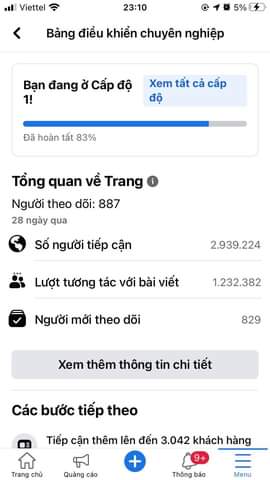 Viettel 23:10 5%
Bảng điều khiển chuyên nghiệp
Bạn đang ở Cấp độ
1!
Xem tất cả cấp
độ
Đã hoàn tất 83%
Tổng quan về Trang
Người theo dõi: 887
28 ngày qua
Số người tiếp cận 2.939.224
Lượt tương tác với bài viết 1.232.382
Người mới theo dõi 829
Xem thêm thông tin chi tiết
Các bước tiếp theo
Tiếp cận thêm lên đến 3.042 khách hàng
9+
Trang chủ Quảng cáo Thông báo Menu